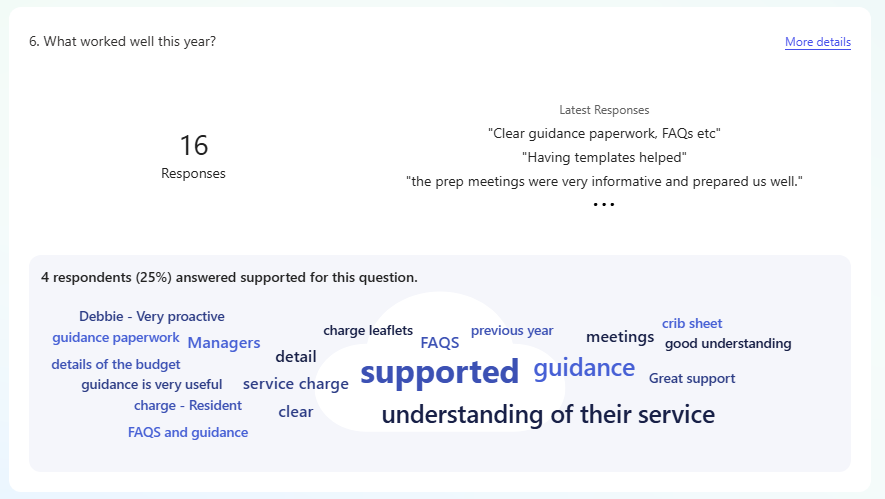 6. What worked well this year?
More details
16
Responses
Latest Responses
"Clear guidance paperwork, FAQs etc"
"Having templates helped"
"the prep meetings were very informative and prepared us well."
...
4 respondents (25%) answered supported for this question.
Debbie - Very proactive
guidance paperwork
Managers
details of the budget
guidance is very useful
charge - Resident
FAQS and guidance
detail
service charge
clear
charge leaflets
FAQS
previous year
supported
guidance
understanding of their service
meetings
crib sheet
good understanding
Great support